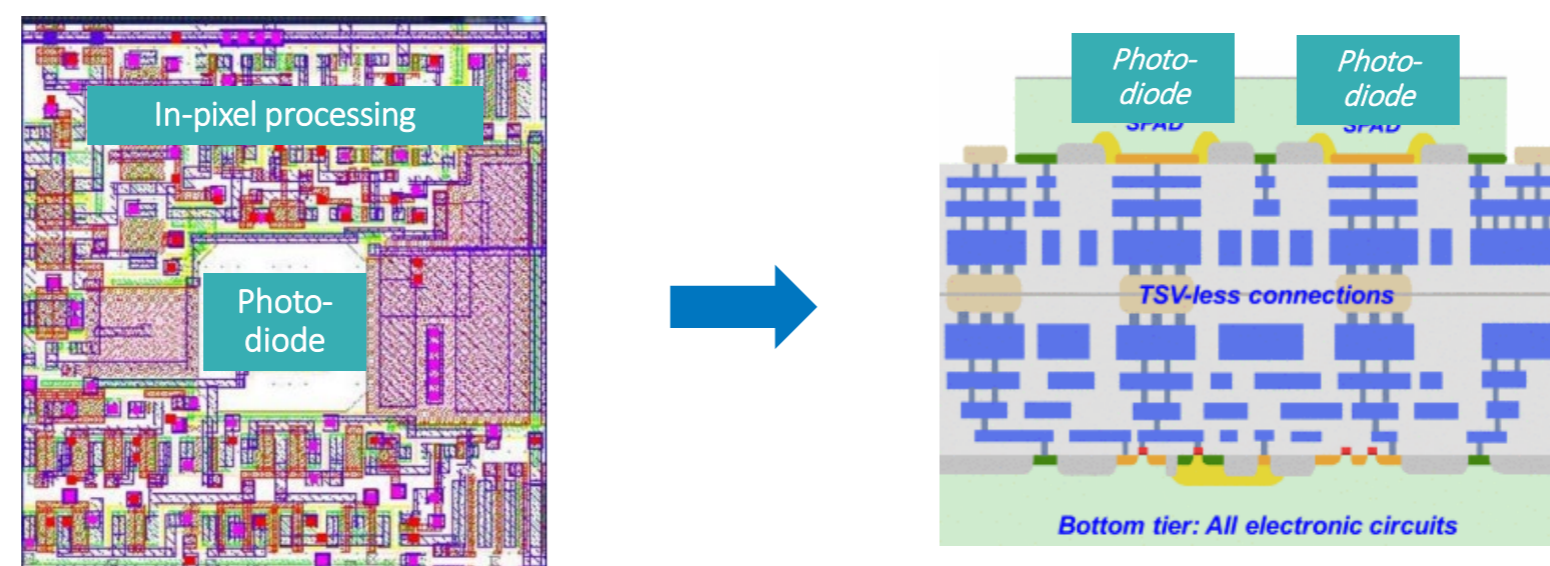 In-pixel processing
Photo-
diode
Photo-
diode
Photo-
diode
SPAD
SPAD
TSV-less connections
Bottom tier: All electronic circuits